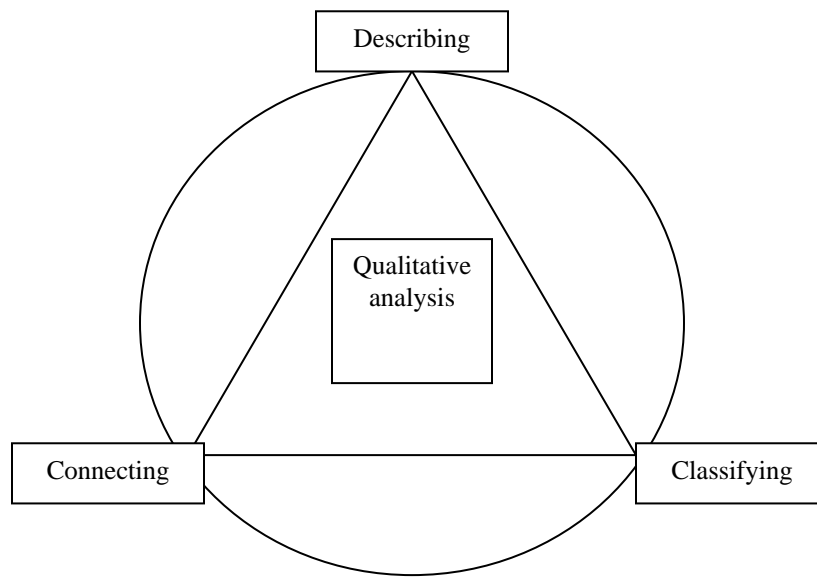 Describing
Qualitative
analysis
Connecting
Classifying